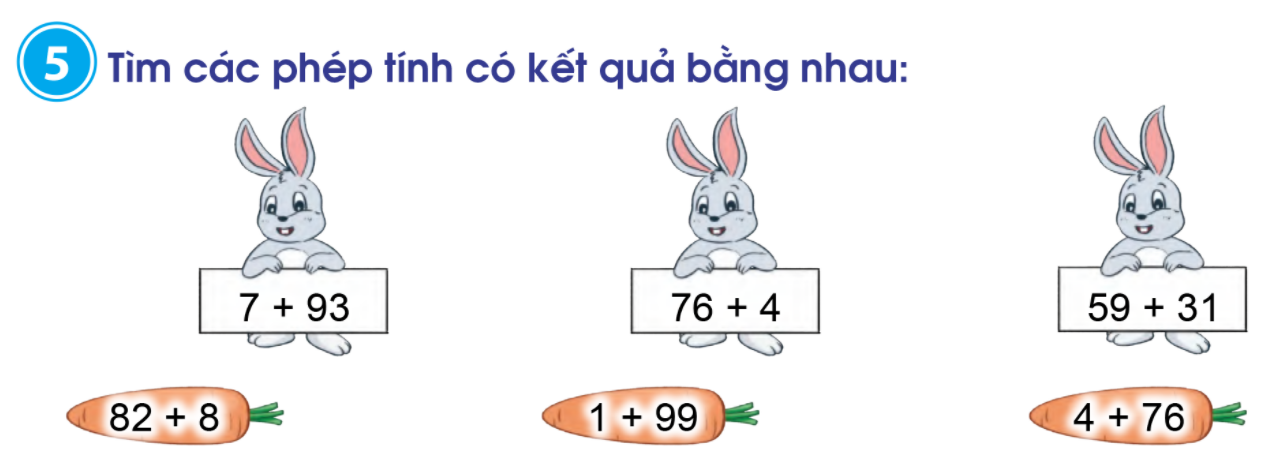 5 Tìm các phép tính có kết quả bằng nhau:
7 + 93 76 + 4 59 + 31
82 + 8 1 + 99 4 + 76